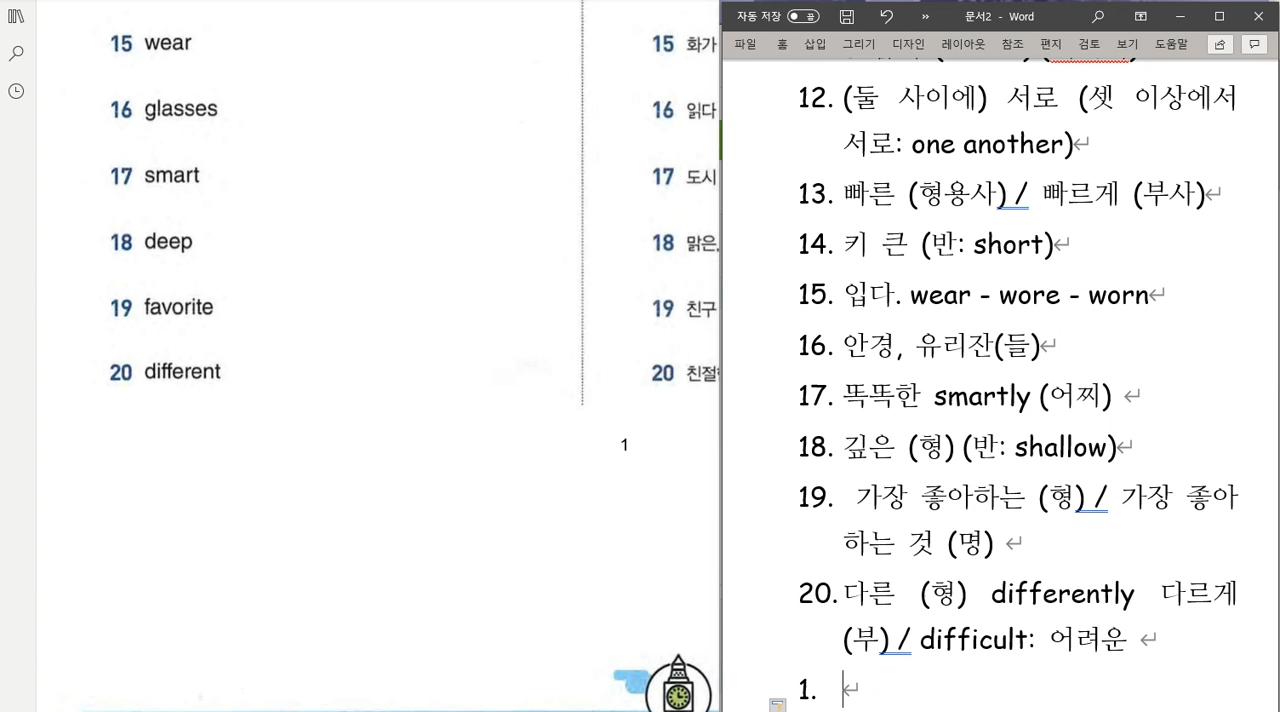 15 wear
16 glasses
17 smart
18 deep
19 favorite
20 different
15 화가
16 읽다
17 도시
18 맑은,
19 친구
20
1
자동 저장 끔 문서2 - Word
파일 홈 삽입 그리기 디자인 레이아웃 참조 편지 검토 보기 도움말
12. (둘 사이에) 서로 (셋 이상에서
서로: one another)
13. 빠른 (형용사) / 빠르게 (부사)
14. 키 큰 (반: short)
15. 입다. wear - wore - worn
16. 안경, 유리잔(들)
17. 똑똑한 smartly (어찌)
18. 깊은 (형) (반: shallow)
19. 가장 좋아하는 (형) / 가장 좋아
하는 것 (명)
20. 다른 (형) differently 다르게
(부) / difficult: 어려운
1.